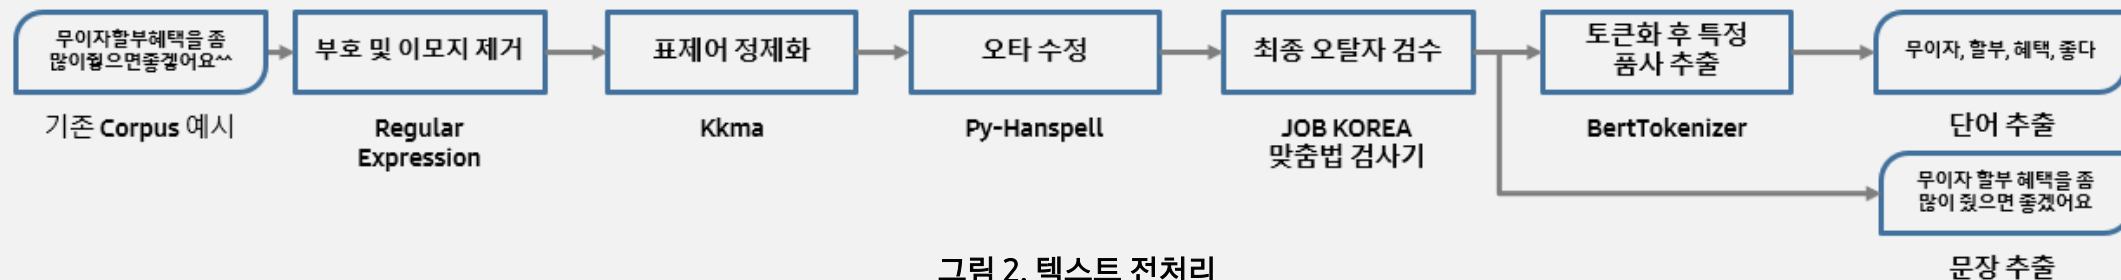 무이자할부혜택을 좀
많이줬으면좋겠어요^^
기존 Corpus 예시
부호 및 이모지 제거
Regular
Expression
표제어 정제화
Kkma
오타 수정
Py-Hanspell
최종 오탈자 검수
JOB KOREA
맞춤법 검사기
토큰화 후 특정
품사 추출
BertTokenizer
무이자, 할부, 혜택, 좋다
단어 추출
무이자 할부 혜택을 좀
많이 줬으면 좋겠어요
문장 추출
그림 2. 텍스트 전처리